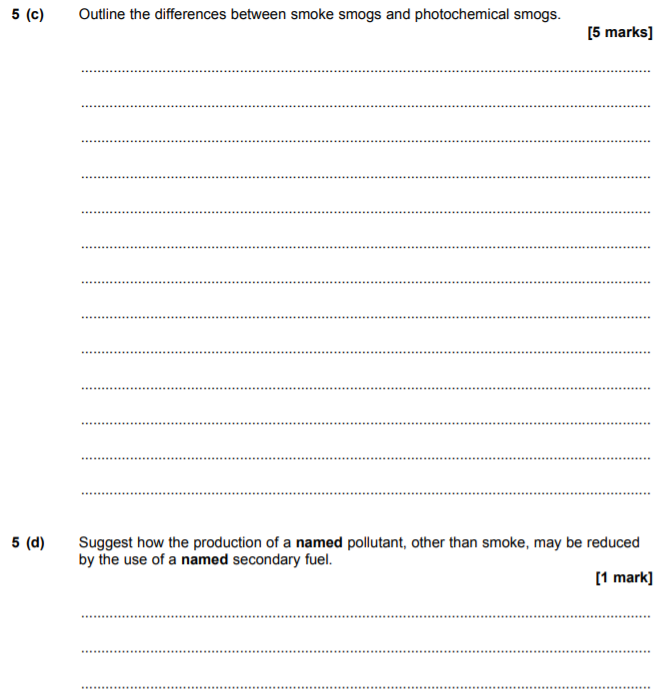 5 (c) Outline the differences between smoke smogs and photochemical smogs.
[5 marks]
5 (d) Suggest how the production of a named pollutant, other than smoke, may be reduced
by the use of a named secondary fuel.
[1 mark]